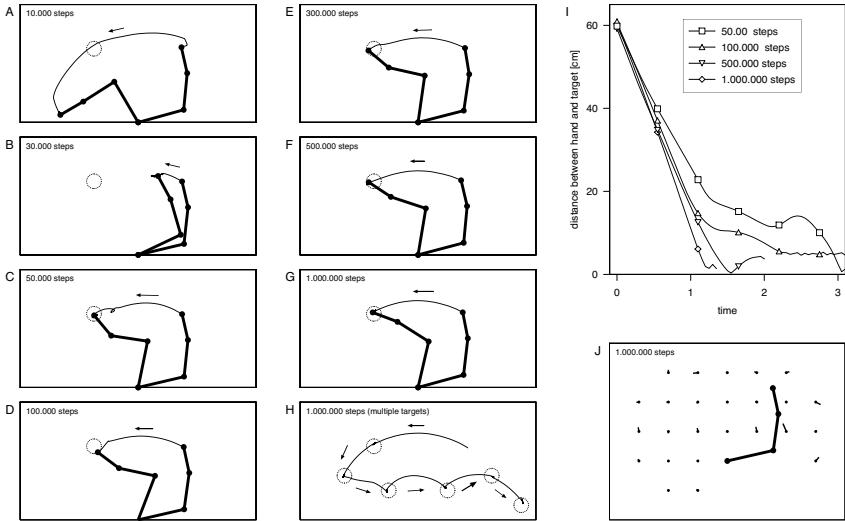 A
10.000 steps
B
30.000 steps
C
50.000 steps
D
100.000 steps
E
300.000 steps
F
500.000 steps
G
1.000.000 steps
H
1.000.000 steps (multiple targets)
I
distance between hand and target [cm]
60
40
20
0
50.00 steps
100.000 steps
500.000 steps
1.000.000 steps
0
1
2
3
time
J
1.000.000 steps